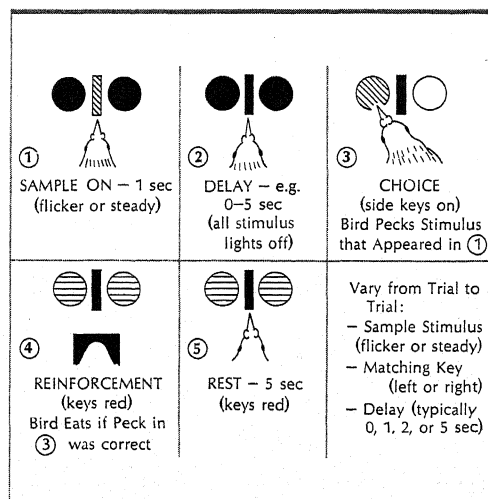 ①
SAMPLE ON — 1 sec
(flicker or steady)
②
DELAY — e.g.
0–5 sec
(all stimulus
lights off)
③
CHOICE
(side keys on)
Bird Pecks Stimulus
that Appeared in ①
④
REINFORCEMENT
(keys red)
Bird Eats if Peck in
③ was correct
⑤
REST — 5 sec
(keys red)
Vary from Trial to
Trial:
— Sample Stimulus
(flicker or steady)
— Matching Key
(left or right)
— Delay (typically
0, 1, 2, or 5 sec)